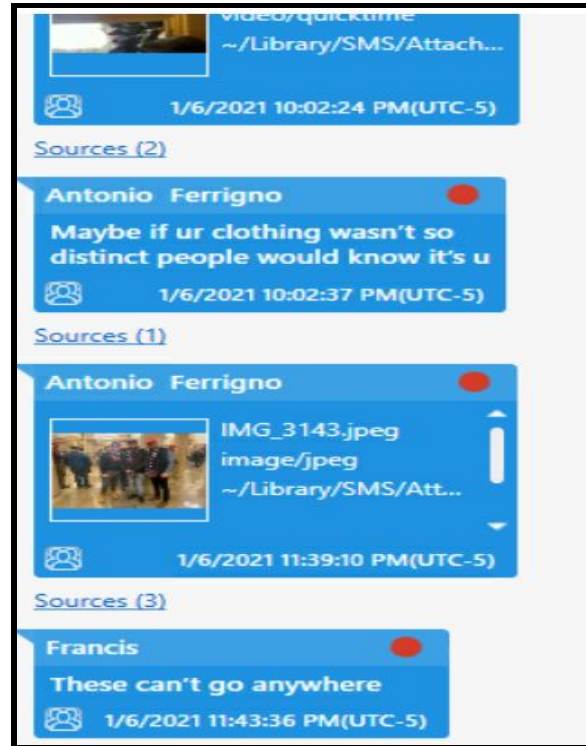 video/quicktime
~/Library/SMS/Attach...
1/6/2021 10:02:24 PM(UTC-5)
Sources (2)
Antonio Ferrigno
Maybe if ur clothing wasn't so
distinct people would know it's u
1/6/2021 10:02:37 PM(UTC-5)
Sources (1)
Antonio Ferrigno
IMG_3143.jpeg
image/jpeg
~/Library/SMS/Att...
1/6/2021 11:39:10 PM(UTC-5)
Sources (3)
Francis
These can't go anywhere
1/6/2021 11:43:36 PM(UTC-5)